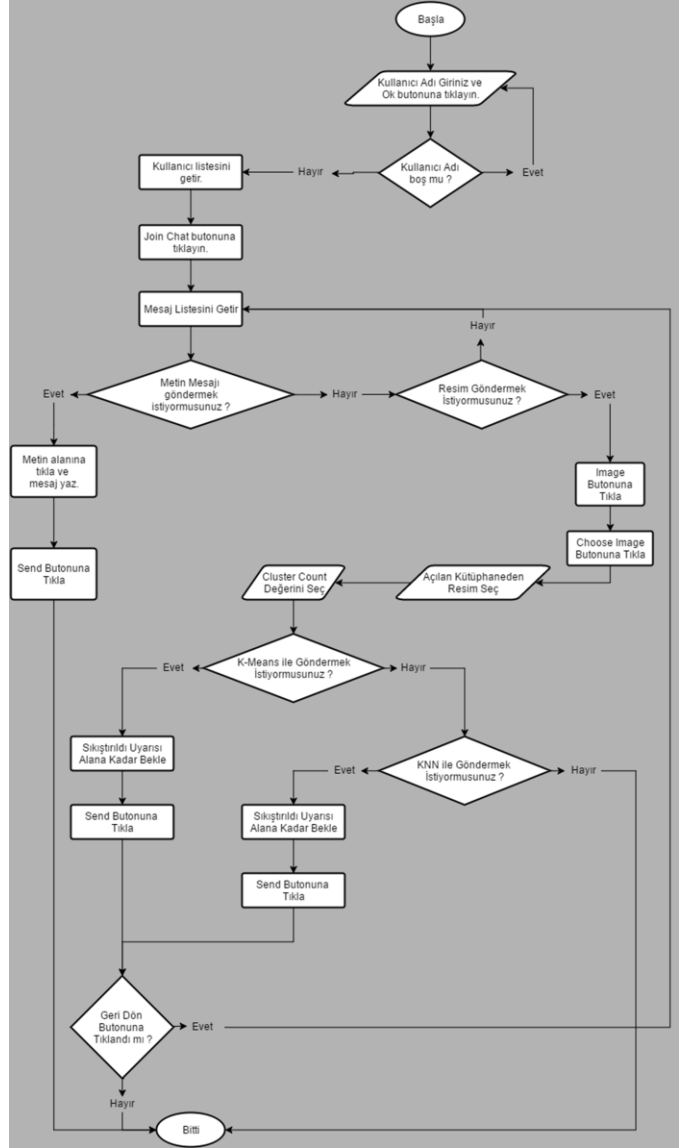 Başla
Kullanıcı Adı Giriniz ve
Ok butonuna tıklayın.
Kullanıcı Adı
boş mu ?
Evet
Hayır
Kullanıcı listesini
getir.
Join Chat butonuna
tıklayın.
Mesaj Listesini Getir
Hayır
Metin Mesajı
göndermek
istiyormusunuz ?
Evet
Hayır
Resim Göndermek
İstiyormusunuz ?
Evet
Metin alanına
tıkla ve
mesaj yaz.
Image
Butonuna
Tıkla
Send Butonuna
Tıkla
Choose Image
Butonuna Tıkla
Açılan Kütüphaneden
Resim Seç
Cluster Count
Değerini Seç
K-Means ile Göndermek
İstiyormusunuz ?
Evet
Hayır
Sıkıştırıldı Uyarısı
Alana Kadar Bekle
KNN ile Göndermek
İstiyormusunuz ?
Evet
Hayır
Send Butonuna
Tıkla
Sıkıştırıldı Uyarısı
Alana Kadar Bekle
Send Butonuna
Tıkla
Geri Dön
Butonuna
Tıklandı mı ?
Evet
Hayır
Bitti